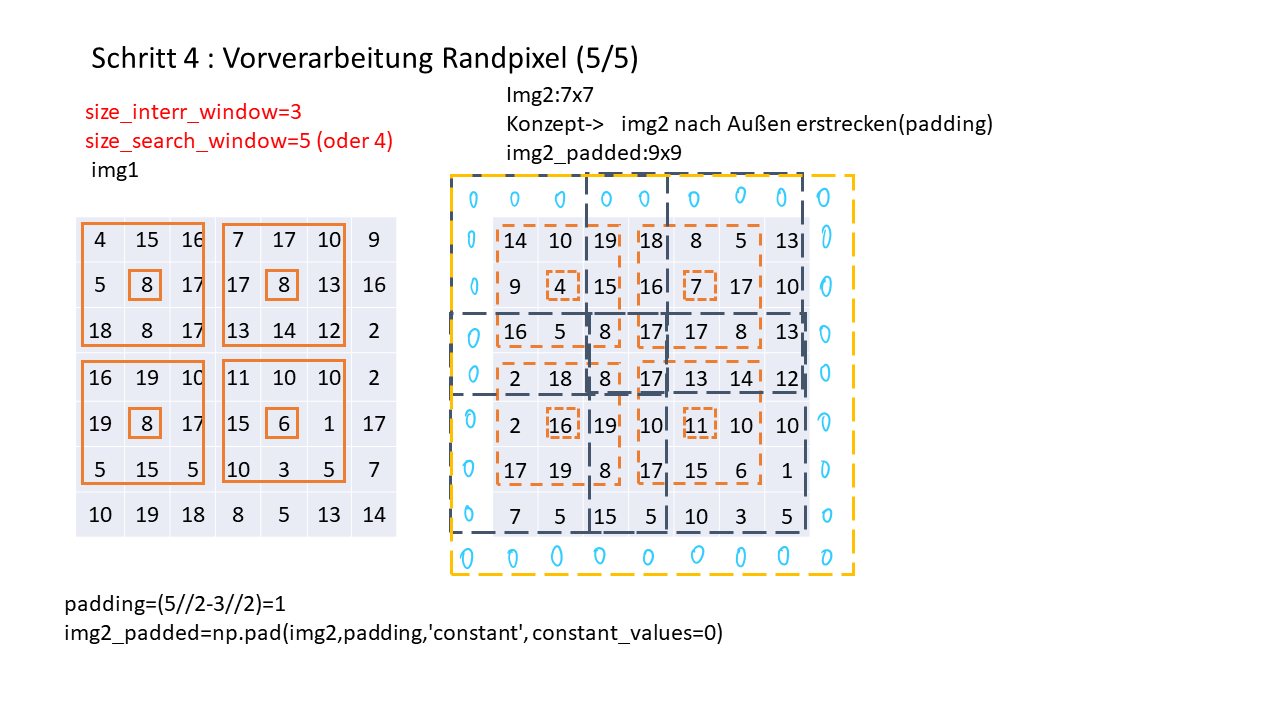 Schritt 4 : Vorverarbeitung Randpixel (5/5)
size_interr_window=3
size_search_window=5 (oder 4)
img1
4 15 16 7 17 10 9
5 8 17 17 8 13 16
18 8 17 13 14 12 2
16 19 10 11 10 10 2
19 8 17 15 6 1 17
5 15 5 10 3 5 7
10 19 18 8 5 13 14
Img2:7x7
Konzept-> img2 nach Außen erstrecken(padding)
img2_padded:9x9
0 0 0 0 0 0 0 0 0
0 14 10 19 18 8 5 13 0
0 9 4 15 16 7 17 10 0
0 16 5 8 17 17 8 13 0
0 2 18 8 17 13 14 12 0
0 2 16 19 10 11 10 10 0
0 17 19 8 17 15 6 1 0
0 7 5 15 5 10 3 5 0
0 0 0 0 0 0 0 0 0
padding=(5//2-3//2)=1
img2_padded=np.pad(img2,padding,'constant', constant_values=0)